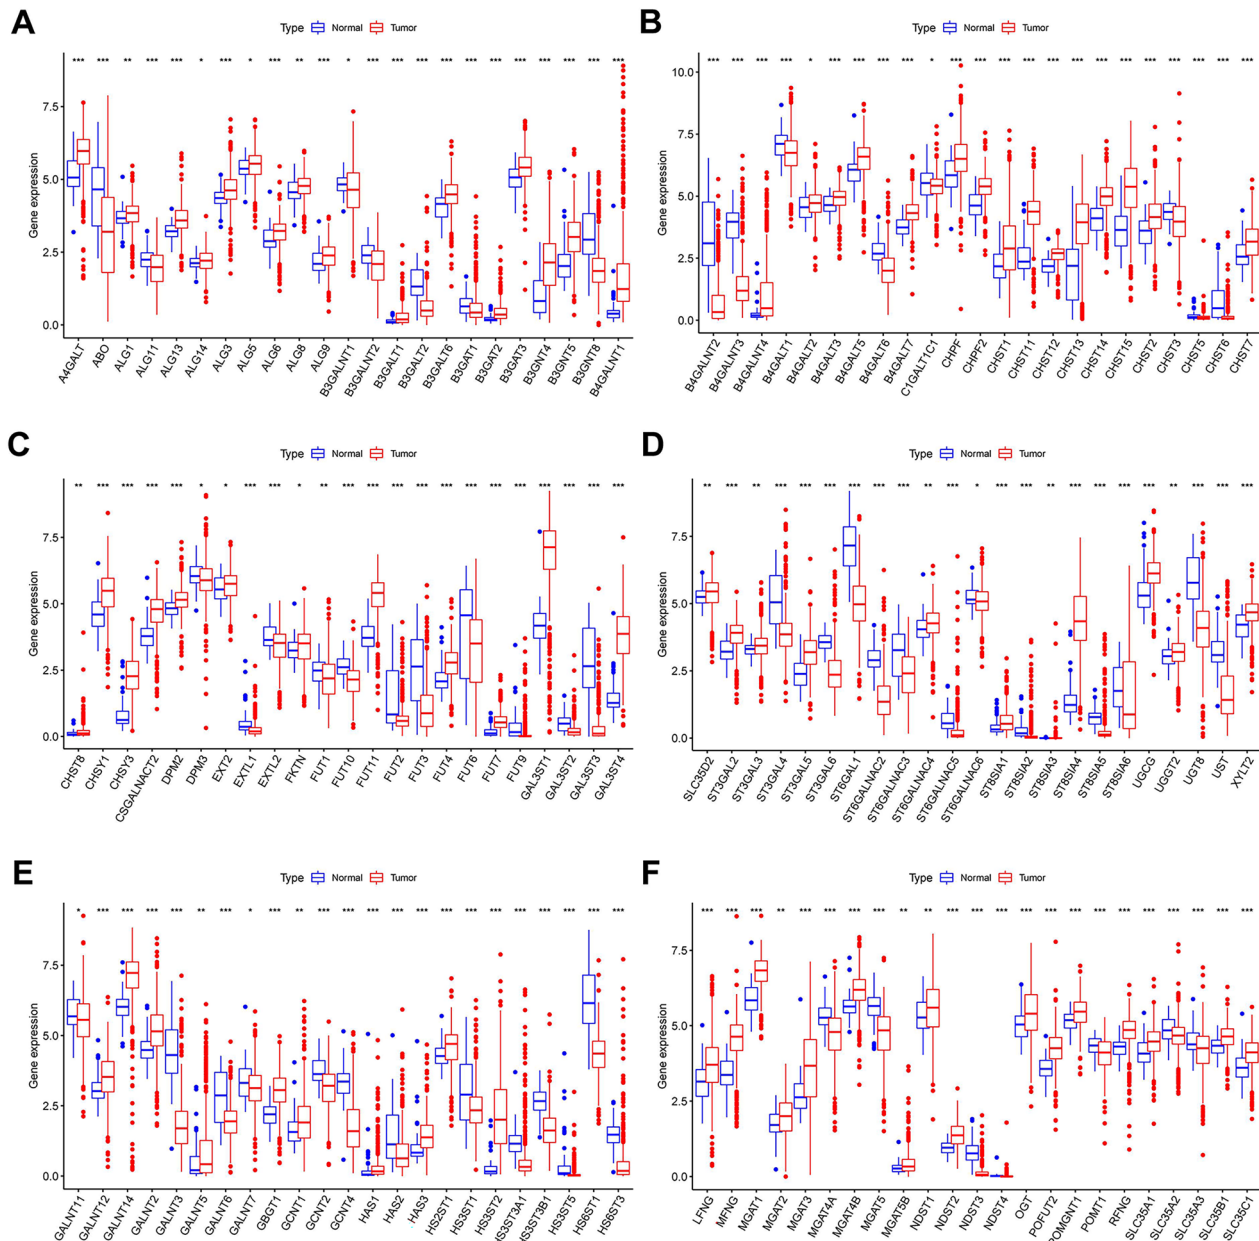 A
Type Normal Tumor
*** *** ** *** *** * *** * *** ** *** * *** *** *** *** *** *** *** *** *** *** ***
Gene expression
7.5
5.0
2.5
0.0
A4GALT ABO ALG1 ALG11 ALG13 ALG14 ALG3 ALG5 ALG6 ALG8 ALG9 B3GALNT1 B3GALNT2 B3GALT1 B3GALT2 B3GALT6 B3GAT1 B3GAT2 B3GAT3 B3GNT4 B3GNT5 B3GNT8 B4GALNT1
B
Type Normal Tumor
*** *** *** *** * *** *** *** *** * *** *** *** *** *** *** *** *** *** *** *** *** ***
Gene expression
10.0
7.5
5.0
2.5
0.0
B4GALNT2 B4GALNT3 B4GALNT4 B4GALT1 B4GALT2 B4GALT3 B4GALT5 B4GALT6 B4GALT7 C1GALT1C1 CHPF CHPF2 CHST1 CHST11 CHST12 CHST13 CHST14 CHST15 CHST2 CHST3 CHST5 CHST6 CHST7
C
Type Normal Tumor
** *** *** *** *** * * *** *** * ** *** *** *** *** *** *** *** *** *** *** *** ***
Gene expression
7.5
5.0
2.5
0.0
CHST8 CHSY1 CHSY3 CSGALNACT2 DPM2 DPM3 EXT2 EXTL1 EXTL2 FKTN FUT1 FUT10 FUT11 FUT2 FUT3 FUT4 FUT6 FUT7 FUT9 GAL3ST1 GAL3ST2 GAL3ST3 GAL3ST4
D
Type Normal Tumor
** *** ** *** *** *** *** *** *** ** *** * *** *** ** *** *** *** *** ** *** *** ***
Gene expression
7.5
5.0
2.5
0.0
SLC35D2 ST3GAL2 ST3GAL3 ST3GAL4 ST3GAL5 ST3GAL6 ST6GAL1 ST6GALNAC2 ST6GALNAC3 ST6GALNAC4 ST6GALNAC5 ST6GALNAC6 ST8SIA1 ST8SIA2 ST8SIA3 ST8SIA4 ST8SIA5 ST8SIA6 UGCG UGGT2 UGT8 UST XYLT2
E
Type Normal Tumor
* *** *** *** *** ** *** * *** ** *** *** *** *** *** *** *** *** *** *** *** *** ***
Gene expression
7.5
5.0
2.5
0.0
GALNT11 GALNT12 GALNT14 GALNT2 GALNT3 GALNT5 GALNT6 GALNT7 GBGT1 GCNT1 GCNT2 GCNT4 HAS1 HAS2 HAS3 HS2ST1 HS3ST1 HS3ST2 HS3ST3A1 HS3ST3B1 HS3ST5 HS6ST1 HS6ST3
F
Type Normal Tumor
*** *** *** ** *** *** *** *** ** ** *** *** *** *** *** *** *** *** *** *** *** *** ***
Gene expression
7.5
5.0
2.5
0.0
LFNG MFNG MGAT1 MGAT2 MGAT3 MGAT4A MGAT4B MGAT5 MGAT5B NDST1 NDST2 NDST3 NDST4 OGT POFUT2 POMGNT1 POMT1 RFNG SLC35A1 SLC35A2 SLC35A3 SLC35B1 SLC35C1